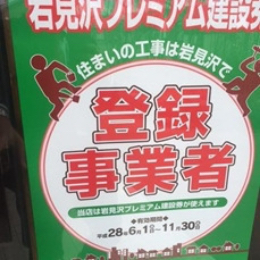 岩見沢プレミアム建設券
住まいの工事は岩見沢で
登録
事業者
当店は岩見沢プレミアム建設券が使えます
◆有効期間◆
平成28年6月1日〜11月30日